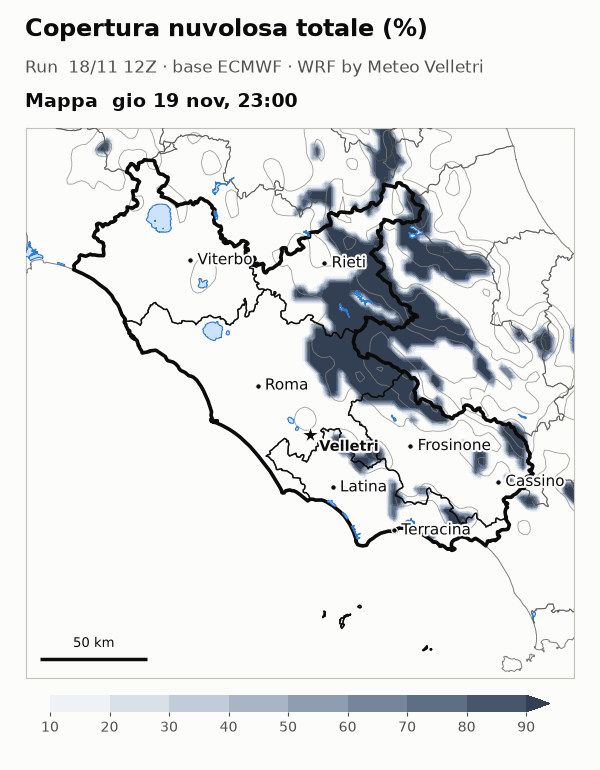 Copertura nuvolosa totale (%)
Run  18/11 12Z · base ECMWF · WRF by Meteo Velletri
Mappa  gio 19 nov, 23:00
Viterbo
Rieti
Roma
Velletri
Frosinone
Cassino
Latina
Terracina
50 km
10 20 30 40 50 60 70 80 90